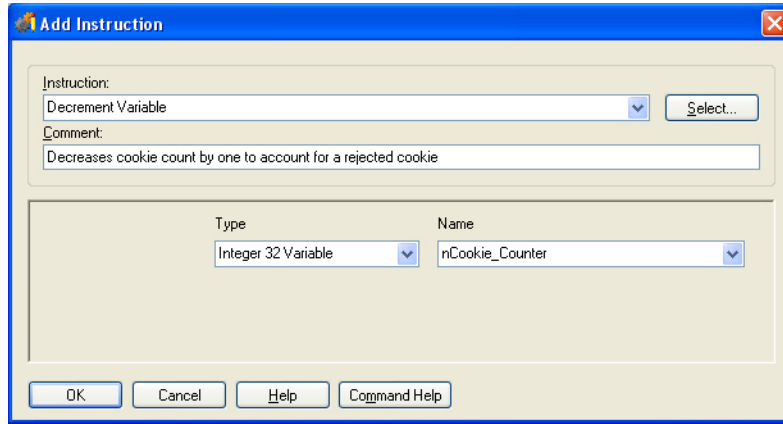 Add Instruction
Instruction:
Decrement Variable
Select...
Comment:
Decreases cookie count by one to account for a rejected cookie
Type Name
Integer 32 Variable nCookie_Counter
OK Cancel Help Command Help